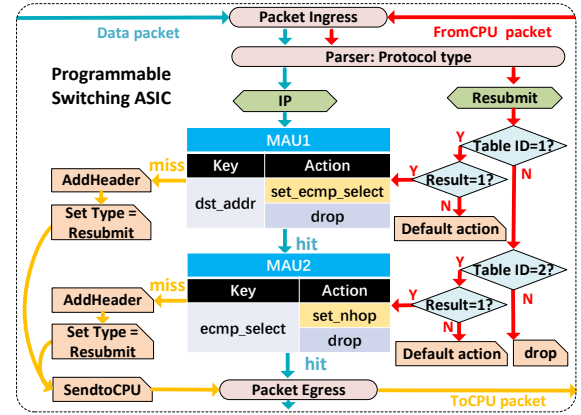 Packet Ingress
Data packet
FromCPU packet
Parser: Protocol type
Programmable
Switching ASIC
IP
Resubmit
MAU1
Key
Action
dst_addr
set_ecmp_select
drop
miss
AddHeader
Set Type =
Resubmit
Table ID=1?
Y
N
Result=1?
Y
N
Default action
hit
MAU2
Key
Action
ecmp_select
set_nhop
drop
miss
AddHeader
Set Type =
Resubmit
Table ID=2?
Y
N
Result=1?
Y
N
Default action
drop
hit
SendtoCPU
Packet Egress
ToCPU packet